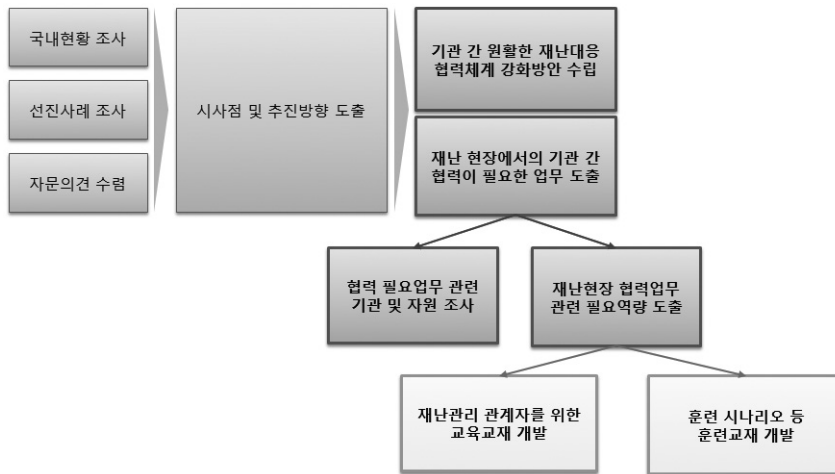 국내현황 조사
선진사례 조사
자문의견 수렴
시사점 및 추진방향 도출
기관 간 원활한 재난대응
협력체계 강화방안 수립
재난 현장에서의 기관 간
협력이 필요한 업무 도출
협력 필요업무 관련
기관 및 자원 조사
재난현장 협력업무
관련 필요역량 도출
재난관리 관계자를 위한
교육교재 개발
훈련 시나리오 등
훈련교재 개발